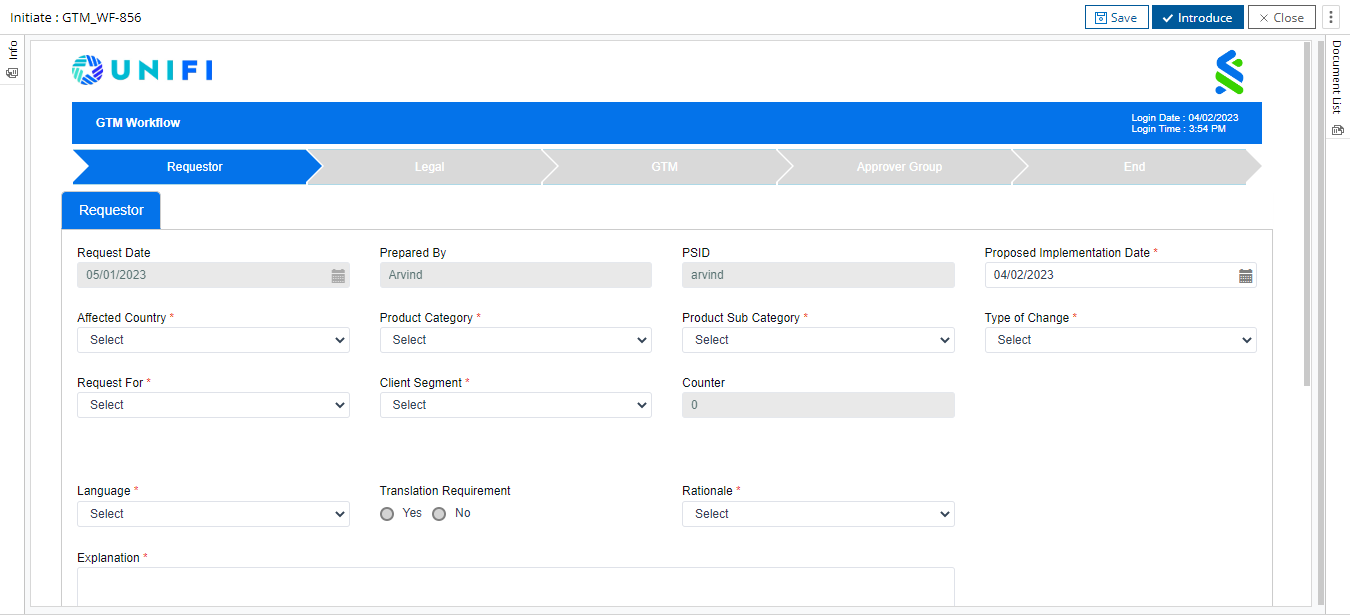 Initiate : GTM_WF-856
Save
Introduce
Close
Info
Document List
UNIFI
GTM Workflow
Login Date : 04/02/2023
Login Time : 3:54 PM
Requestor
Legal
GTM
Approver Group
End
Requestor
Request Date
Prepared By
PSID
Proposed Implementation Date *
05/01/2023
Arvind
arvind
04/02/2023
Affected Country *
Product Category *
Product Sub Category *
Type of Change *
Select
Select
Select
Select
Request For *
Client Segment *
Counter
Select
Select
0
Language *
Translation Requirement
Rationale *
Select
Yes
No
Select
Explanation *